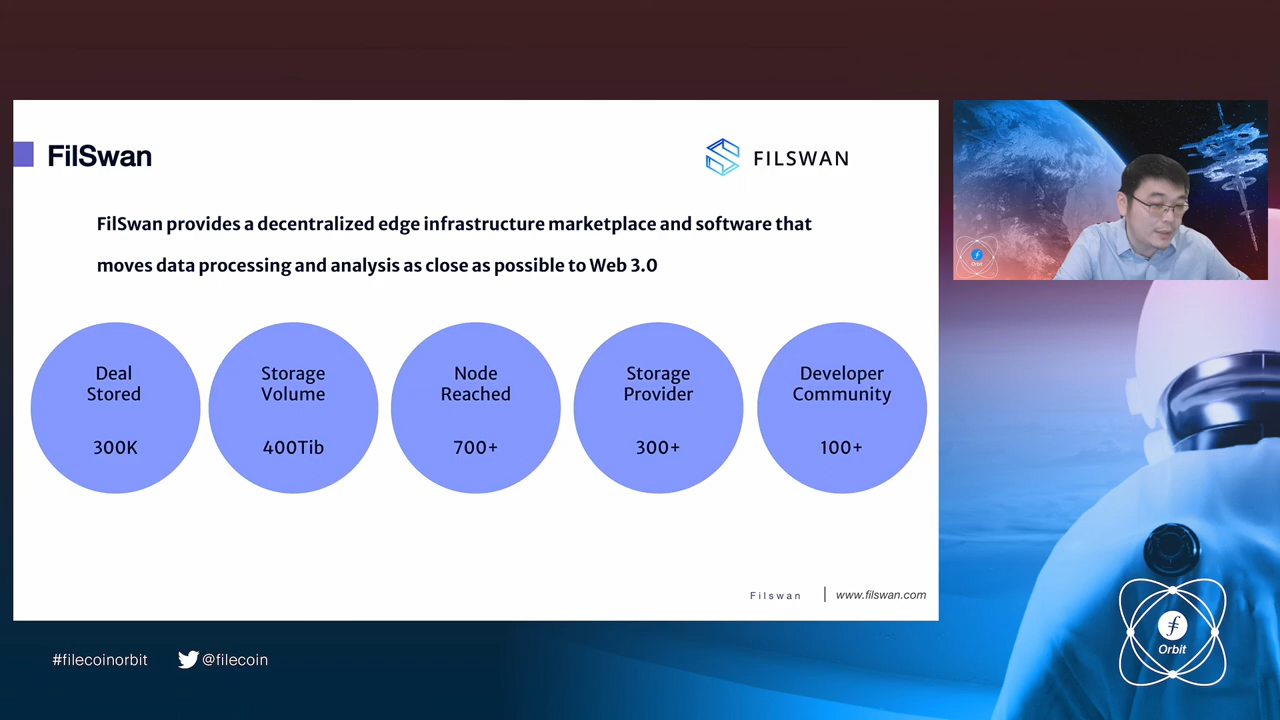 FilSwan
FILSWAN
FilSwan provides a decentralized edge infrastructure marketplace and software that
moves data processing and analysis as close as possible to Web 3.0
Deal
Stored
300K
Storage
Volume
400Tib
Node
Reached
700+
Storage
Provider
300+
Developer
Community
100+
Filswan
www.filswan.com
Orbit
#filecoinorbit
@filecoin
Orbit